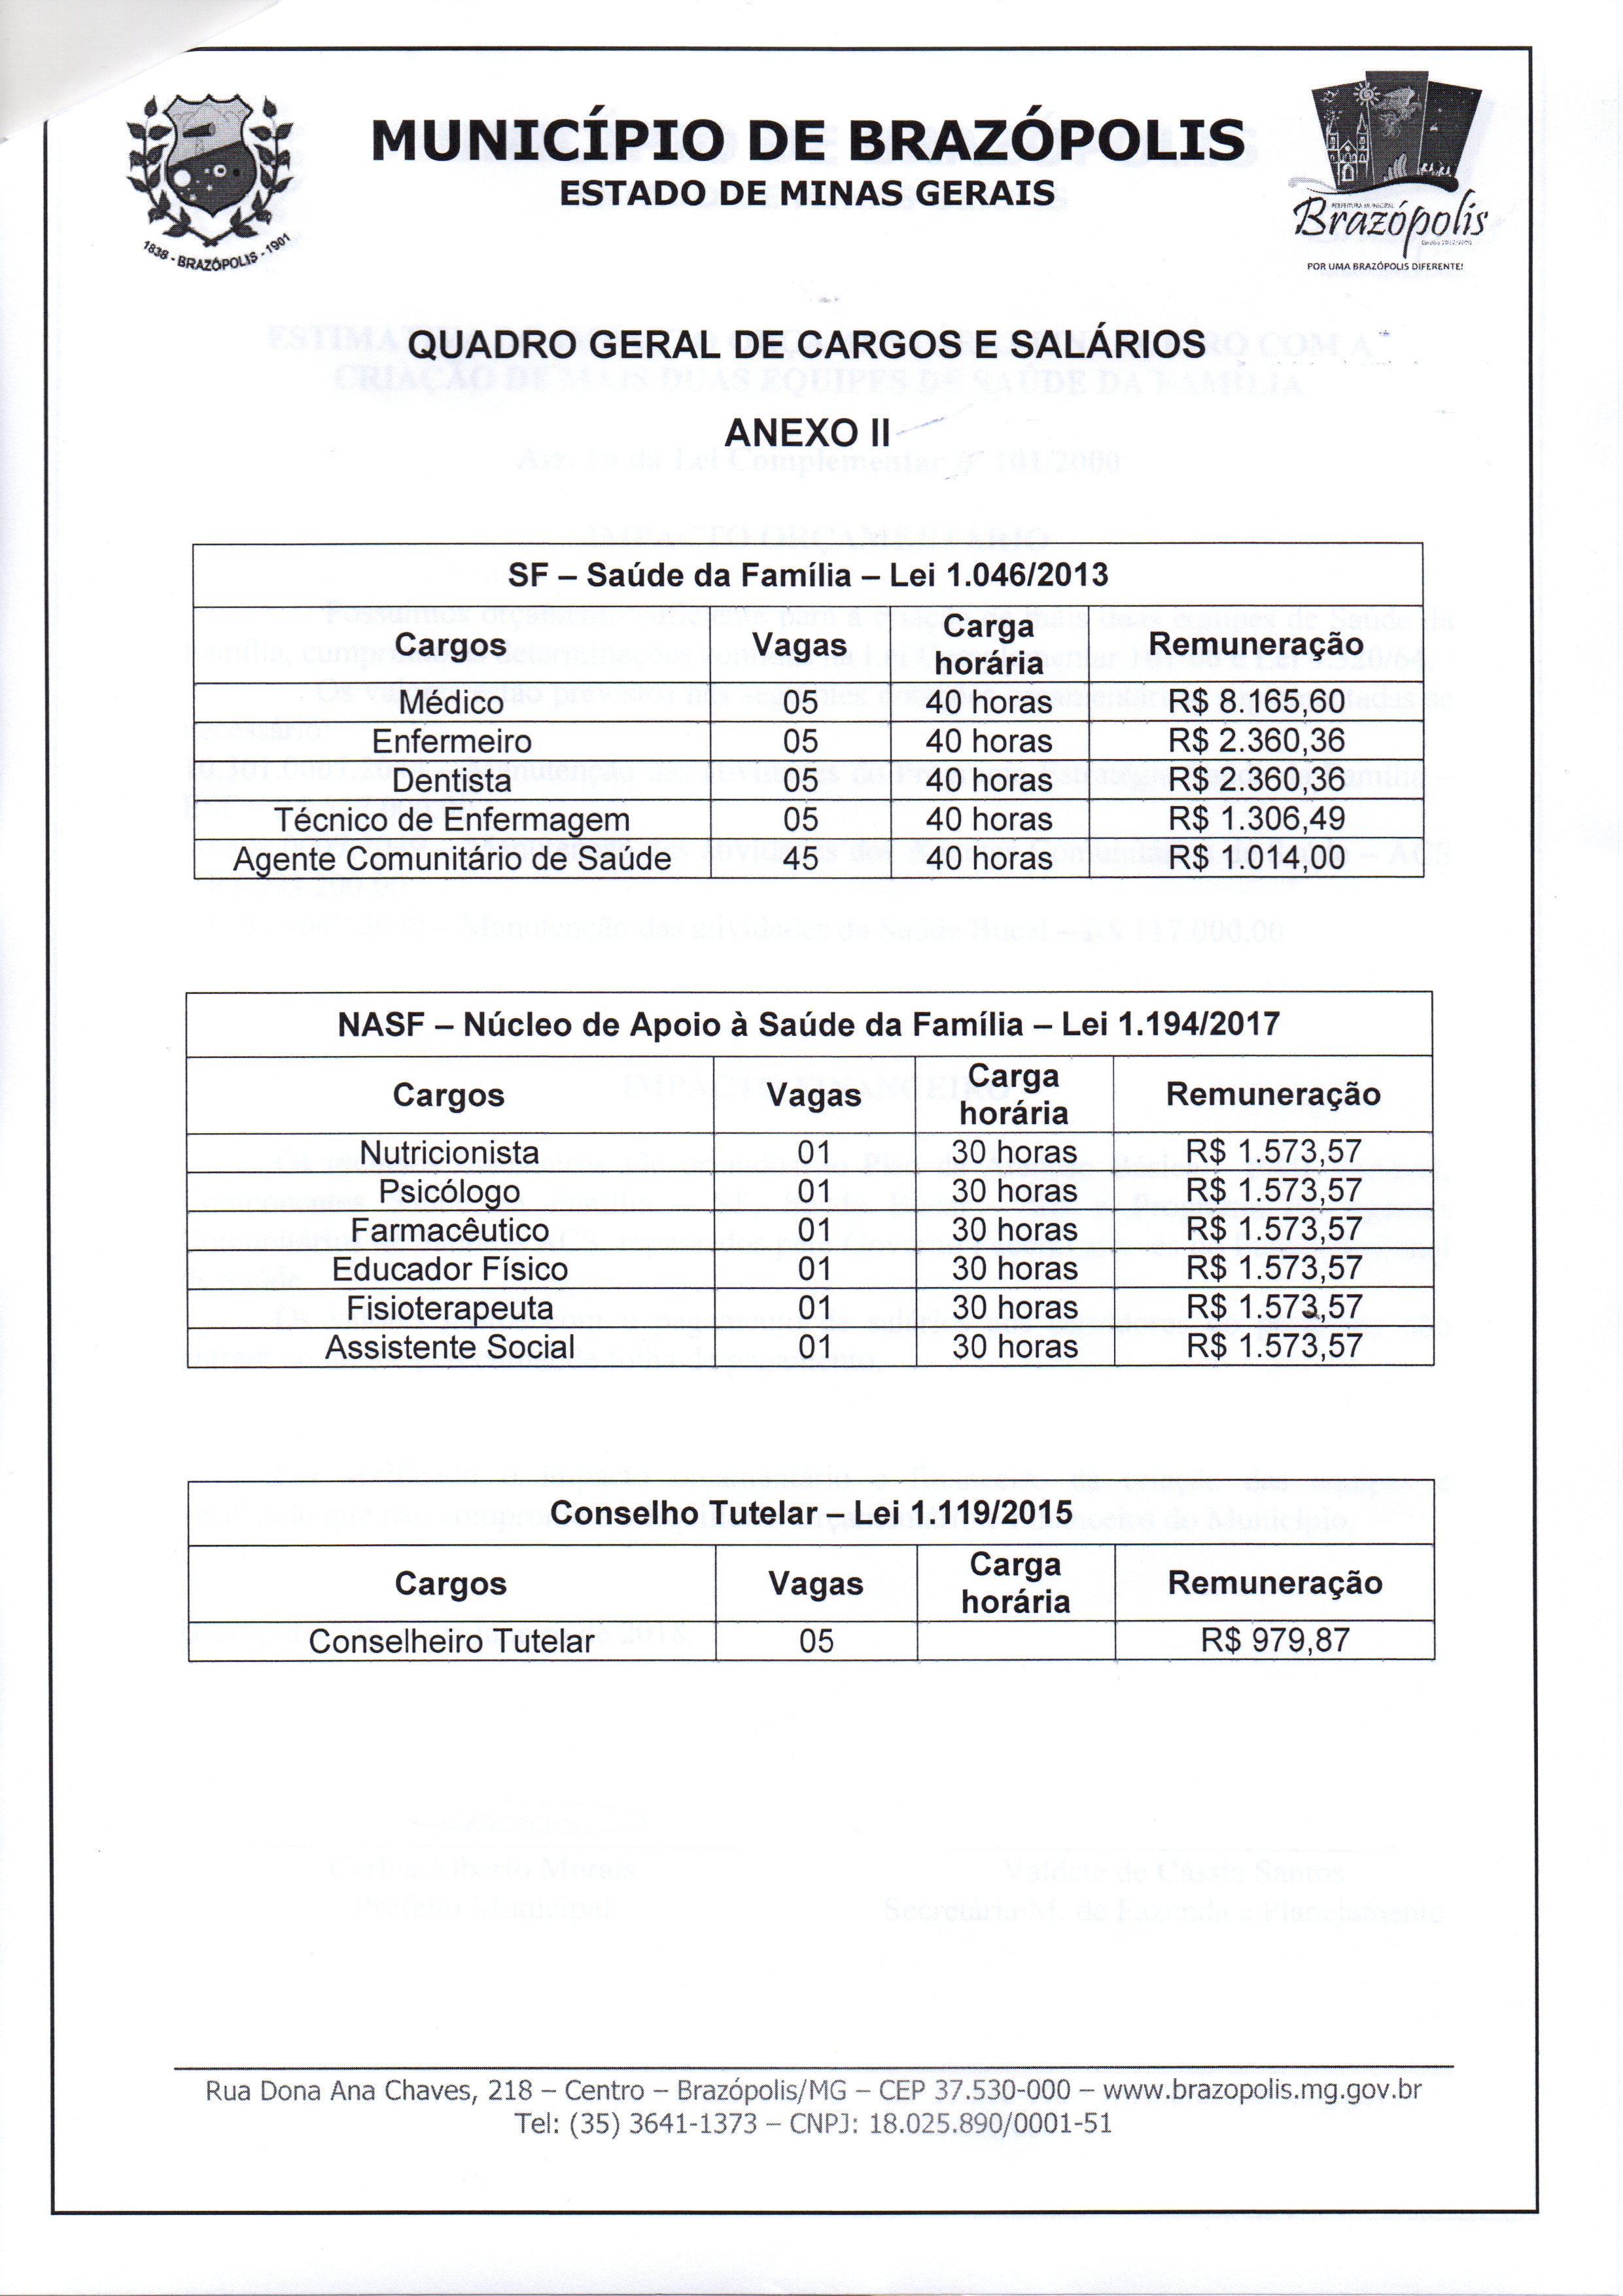 MUNICÍPIO DE BRAZÓPOLIS
ESTADO DE MINAS GERAIS
1838 - BRAZÓPOLIS - 1901
PREFEITURA MUNICIPAL
Brazópolis
POR UMA BRAZÓPOLIS DIFERENTE!
QUADRO GERAL DE CARGOS E SALÁRIOS
ANEXO II
SF – Saúde da Família – Lei 1.046/2013
Cargos Vagas Carga horária Remuneração
Médico 05 40 horas R$ 8.165,60
Enfermeiro 05 40 horas R$ 2.360,36
Dentista 05 40 horas R$ 2.360,36
Técnico de Enfermagem 05 40 horas R$ 1.306,49
Agente Comunitário de Saúde 45 40 horas R$ 1.014,00
NASF – Núcleo de Apoio à Saúde da Família – Lei 1.194/2017
Cargos Vagas Carga horária Remuneração
Nutricionista 01 30 horas R$ 1.573,57
Psicólogo 01 30 horas R$ 1.573,57
Farmacêutico 01 30 horas R$ 1.573,57
Educador Físico 01 30 horas R$ 1.573,57
Fisioterapeuta 01 30 horas R$ 1.573,57
Assistente Social 01 30 horas R$ 1.573,57
Conselho Tutelar – Lei 1.119/2015
Cargos Vagas Carga horária Remuneração
Conselheiro Tutelar 05 R$ 979,87
Rua Dona Ana Chaves, 218 – Centro – Brazópolis/MG – CEP 37.530-000 – www.brazopolis.mg.gov.br
Tel: (35) 3641-1373 – CNPJ: 18.025.890/0001-51